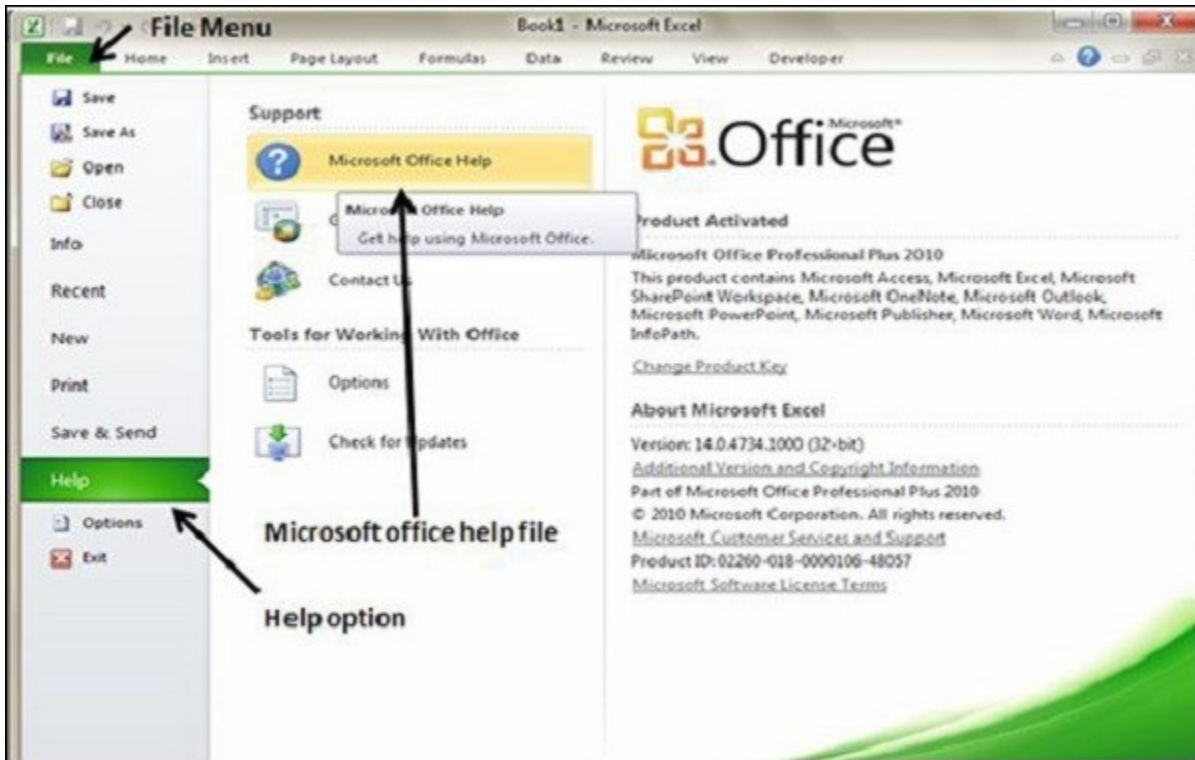 File Menu
Book1 - Microsoft Excel
File Home Insert Page Layout Formulas Data Review View Developer
Save
Save As
Open
Close
Info
Recent
New
Print
Save & Send
Help
Options
Exit
Support
Microsoft Office Help
Microsoft Office Help
Get help using Microsoft Office.
Contact Us
Tools for Working With Office
Options
Check for Updates
Microsoft office help file
Help option
Microsoft®
Office
Product Activated
Microsoft Office Professional Plus 2010
This product contains Microsoft Access, Microsoft Excel, Microsoft
SharePoint Workspace, Microsoft OneNote, Microsoft Outlook,
Microsoft PowerPoint, Microsoft Publisher, Microsoft Word, Microsoft
InfoPath.
Change Product Key
About Microsoft Excel
Version: 14.0.4734.1000 (32-bit)
Additional Version and Copyright Information
Part of Microsoft Office Professional Plus 2010
© 2010 Microsoft Corporation. All rights reserved.
Microsoft Customer Services and Support
Product ID: 02260-018-0000106-48057
Microsoft Software License Terms